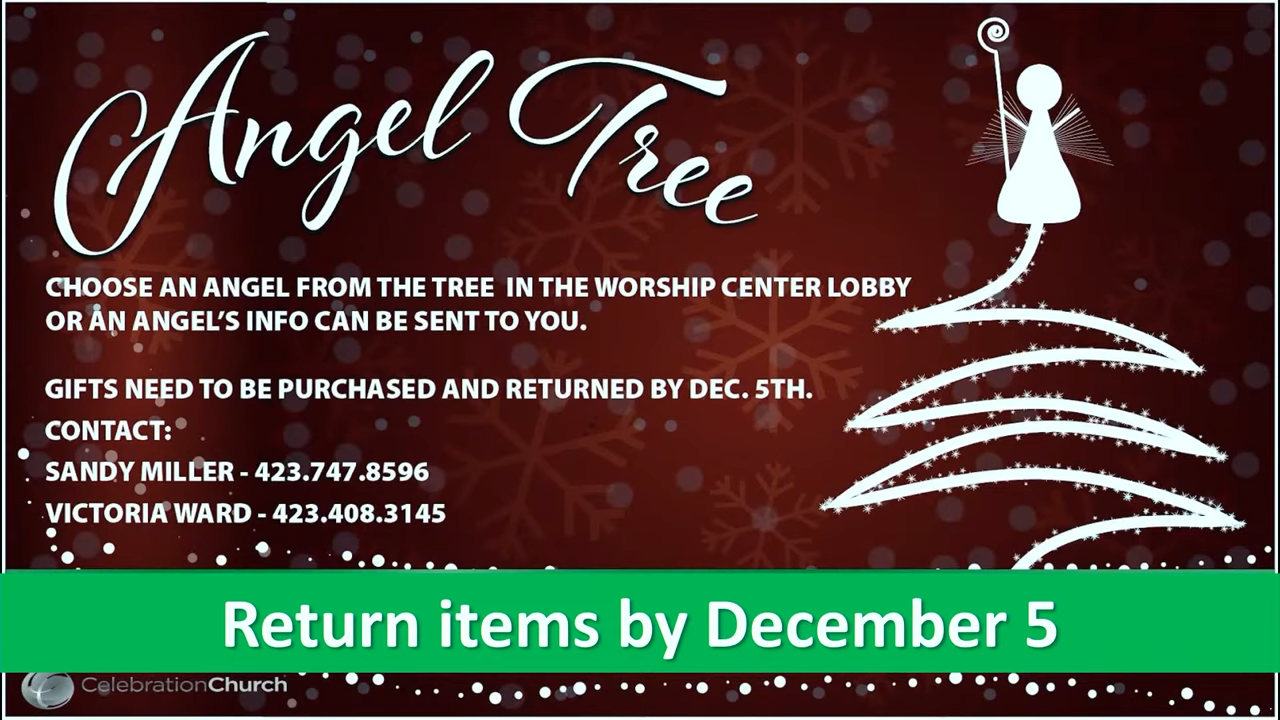 Angel Tree
CHOOSE AN ANGEL FROM THE TREE IN THE WORSHIP CENTER LOBBY
OR AN ANGEL'S INFO CAN BE SENT TO YOU.
GIFTS NEED TO BE PURCHASED AND RETURNED BY DEC. 5TH.
CONTACT:
SANDY MILLER - 423.747.8596
VICTORIA WARD - 423.408.3145
Return items by December 5
CelebrationChurch